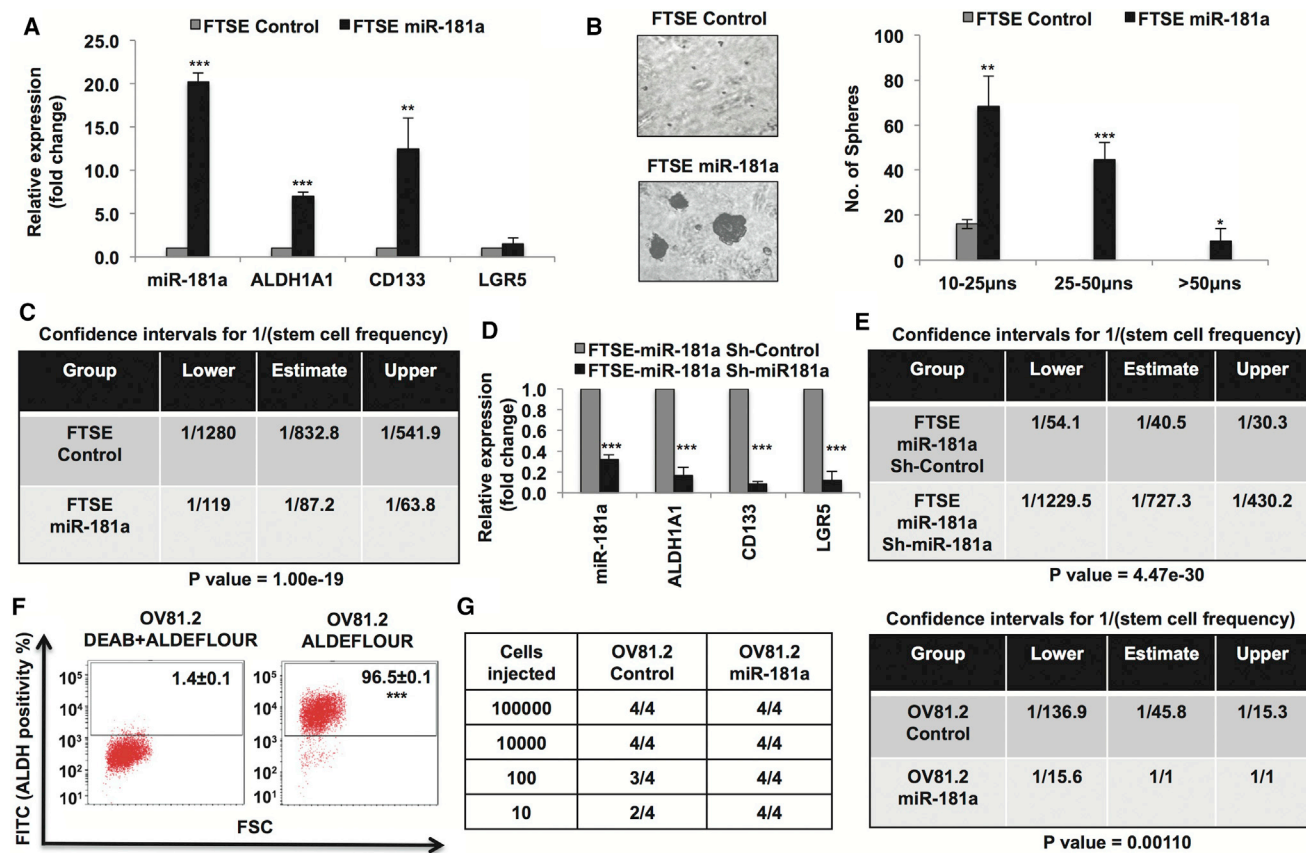 A
FTSE Control FTSE miR-181a
Relative expression
(fold change)
25.0
20.0
15.0
10.0
5.0
0.0
***
***
**
miR-181a ALDH1A1 CD133 LGR5
B
FTSE Control
FTSE miR-181a
FTSE Control FTSE miR-181a
No. of Spheres
100
80
60
40
20
0
**
***
*
10-25µns 25-50µns >50µns
C
Confidence intervals for 1/(stem cell frequency)
Group Lower Estimate Upper
FTSE
Control
1/1280 1/832.8 1/541.9
FTSE
miR-181a
1/119 1/87.2 1/63.8
P value = 1.00e-19
D
FTSE-miR-181a Sh-Control
FTSE-miR-181a Sh-miR181a
Relative expression
(fold change)
1.0
0.8
0.6
0.4
0.2
0.0
*** *** *** ***
miR-181a
ALDH1A1
CD133
LGR5
E
Confidence intervals for 1/(stem cell frequency)
Group Lower Estimate Upper
FTSE
miR-181a
Sh-Control
1/54.1 1/40.5 1/30.3
FTSE
miR-181a
Sh-miR-181a
1/1229.5 1/727.3 1/430.2
P value = 4.47e-30
F
OV81.2
DEAB+ALDEFLOUR
OV81.2
ALDEFLOUR
FITC (ALDH positivity %)
10⁵
10⁴
10³
10²
10¹
1.4±0.1
10⁵
10⁴
10³
10²
10¹
96.5±0.1
***
FSC
G
Cells
injected
OV81.2
Control
OV81.2
miR-181a
100000 4/4 4/4
10000 4/4 4/4
100 3/4 4/4
10 2/4 4/4
Confidence intervals for 1/(stem cell frequency)
Group Lower Estimate Upper
OV81.2
Control
1/136.9 1/45.8 1/15.3
OV81.2
miR-181a
1/15.6 1/1 1/1
P value = 0.00110